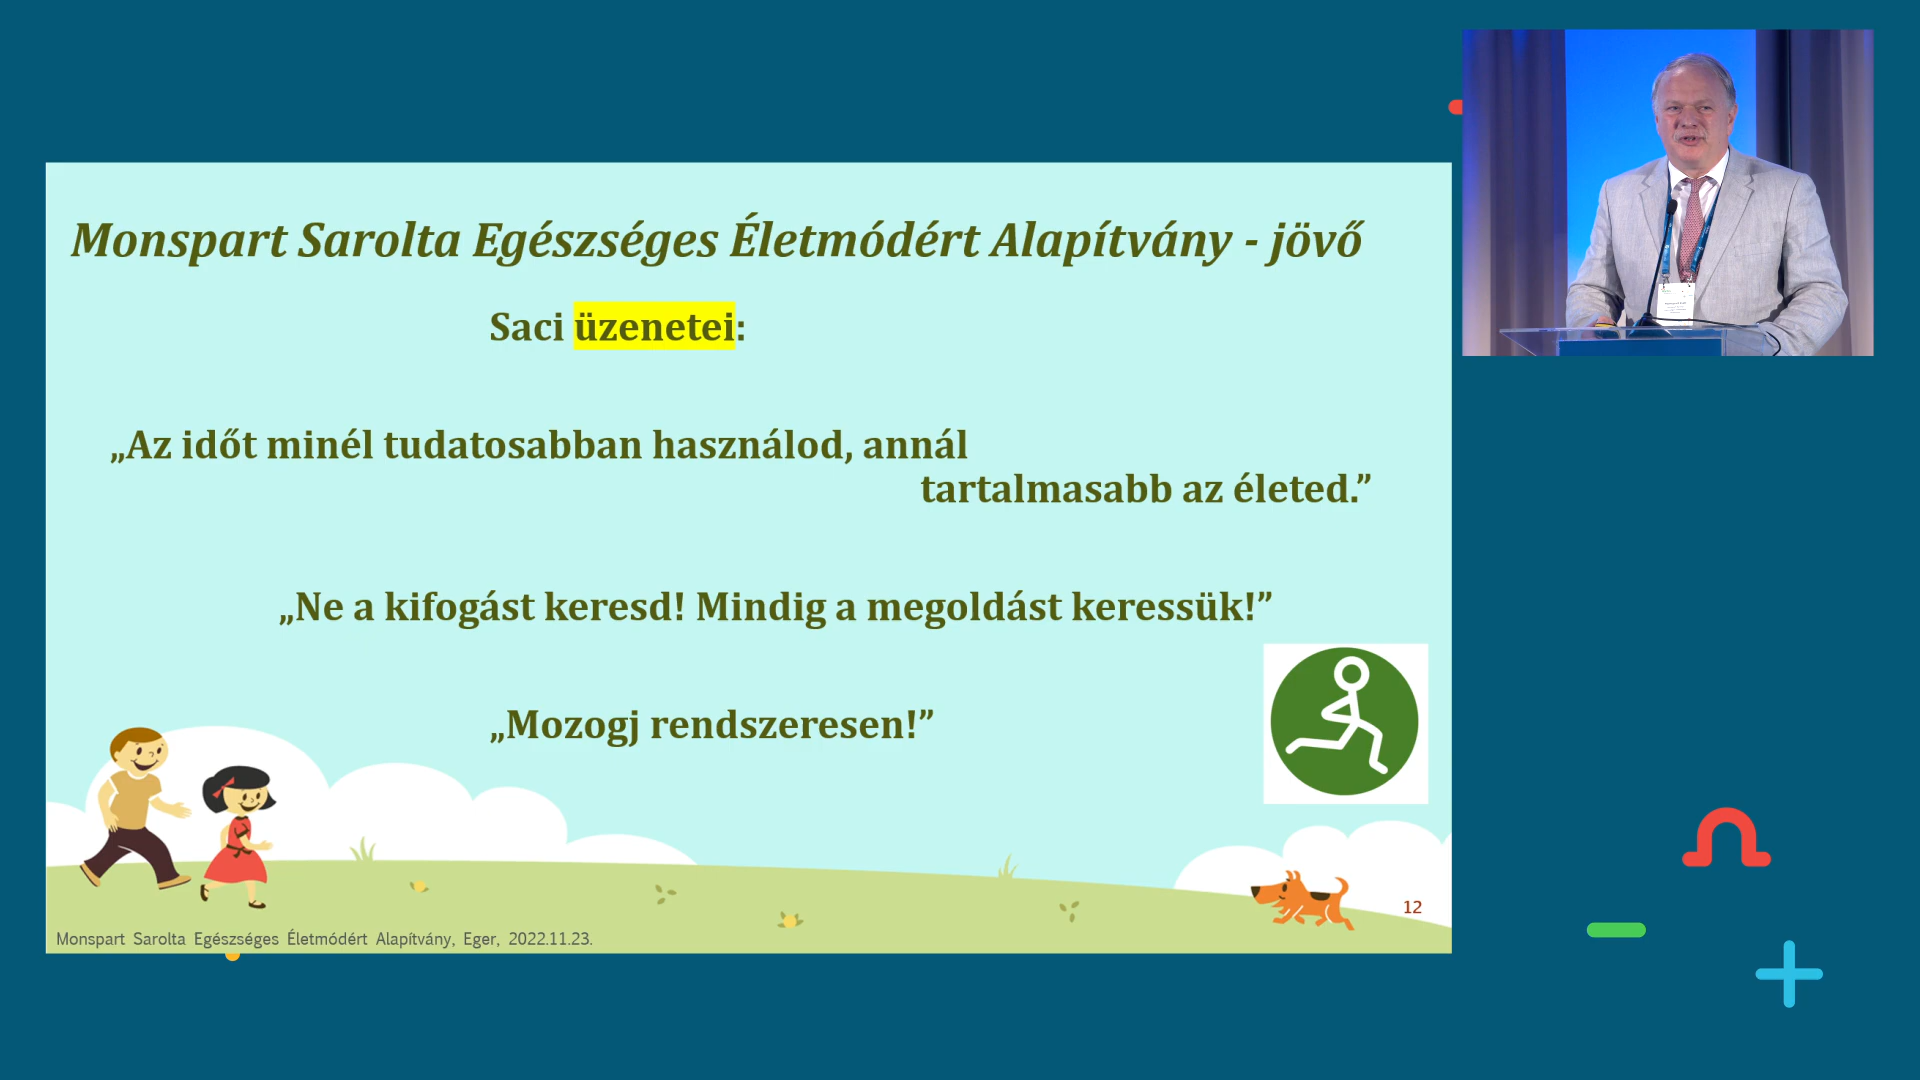 Monspart Sarolta Egészséges Életmódért Alapítvány - jövő
Saci üzenetei:
„Az időt minél tudatosabban használod, annál
tartalmasabb az életed.”
„Ne a kifogást keresd! Mindig a megoldást keressük!”
„Mozogj rendszeresen!”
12
Monspart Sarolta Egészséges Életmódért Alapítvány, Eger, 2022.11.23.